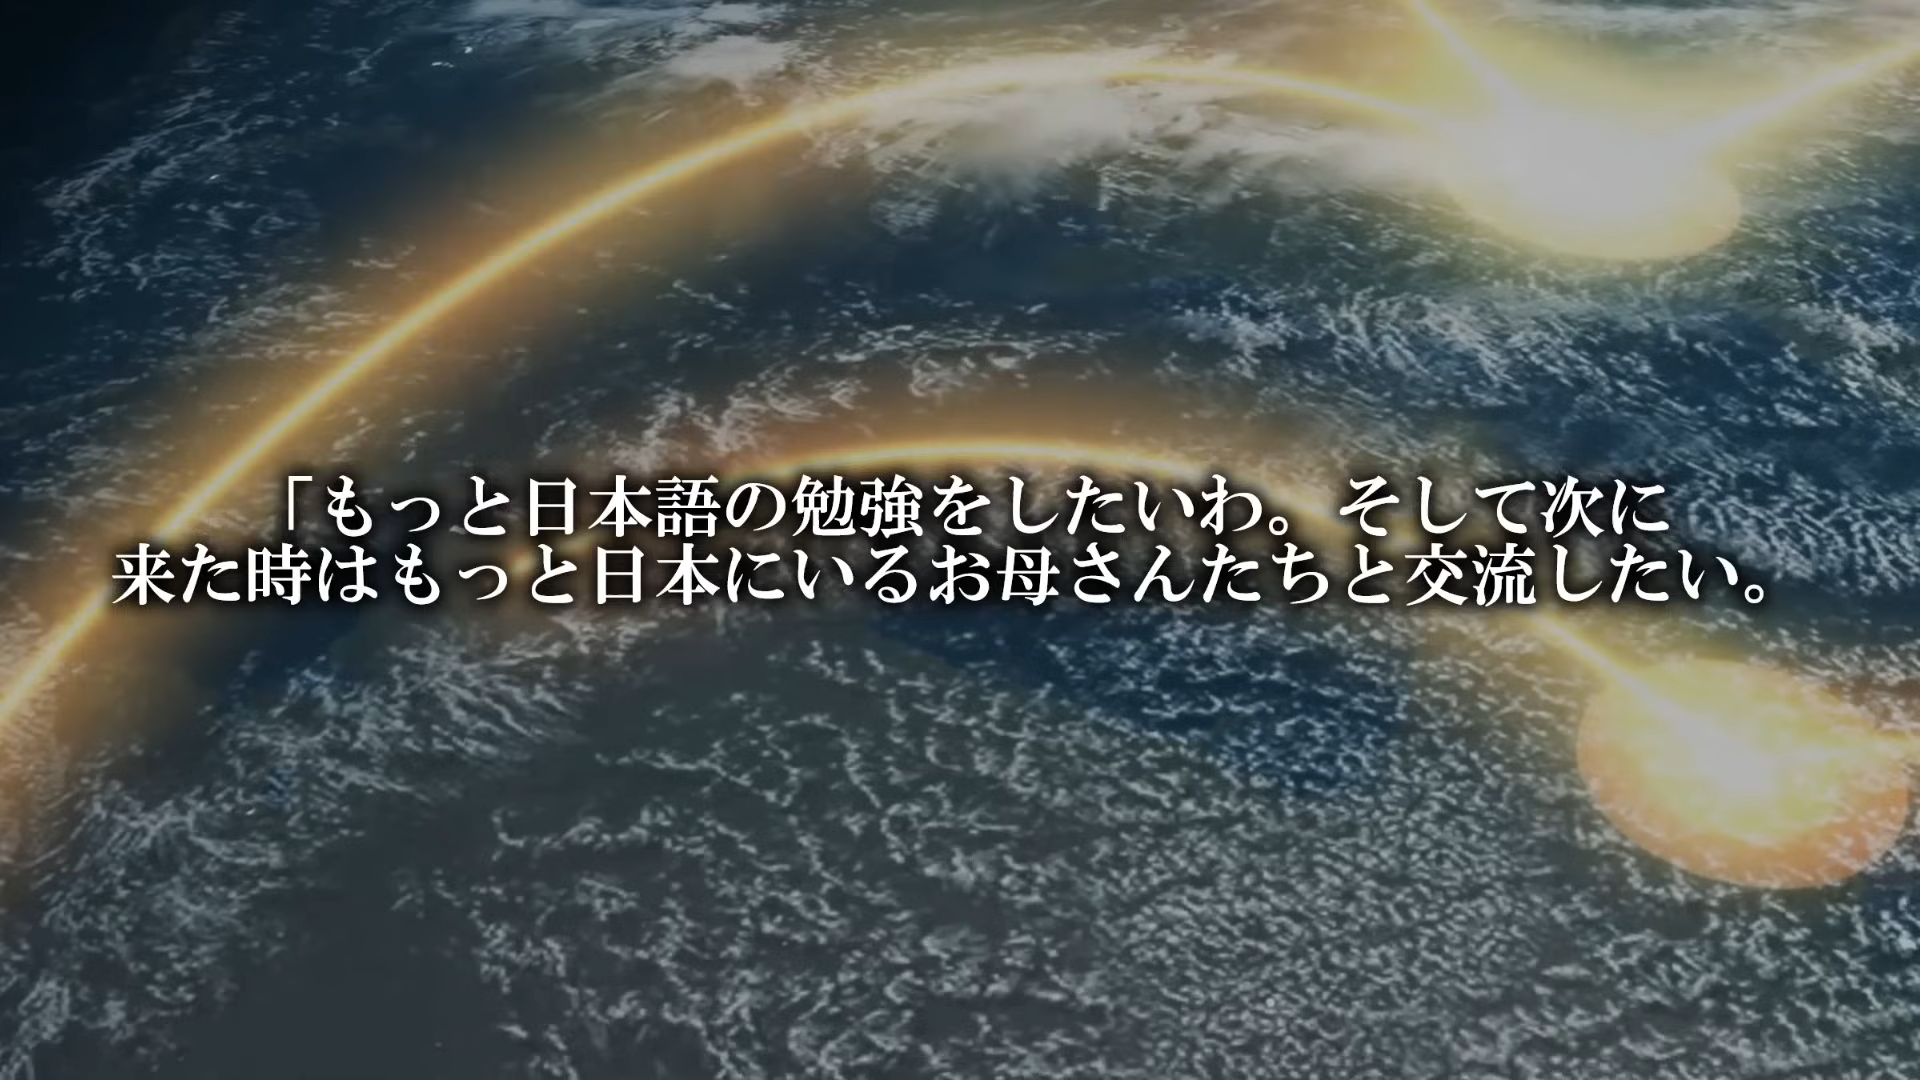 「もっと日本語の勉強をしたいわ。そして次に
来た時はもっと日本にいるお母さんたちと交流したい。